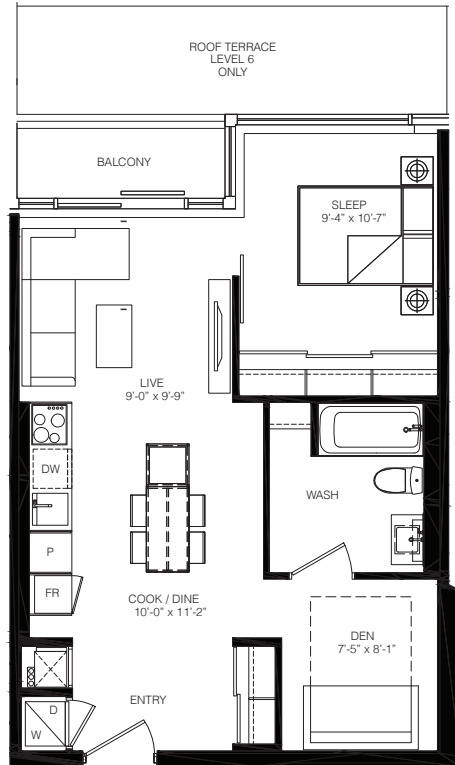 ROOF TERRACE
LEVEL 6
ONLY
BALCONY
SLEEP
9'-4" x 10'-7"
LIVE
9'-0" x 9'-9"
DW
WASH
P
FR
COOK / DINE
10'-0" x 11'-2"
DEN
7'-5" x 8'-1"
ENTRY
D
W